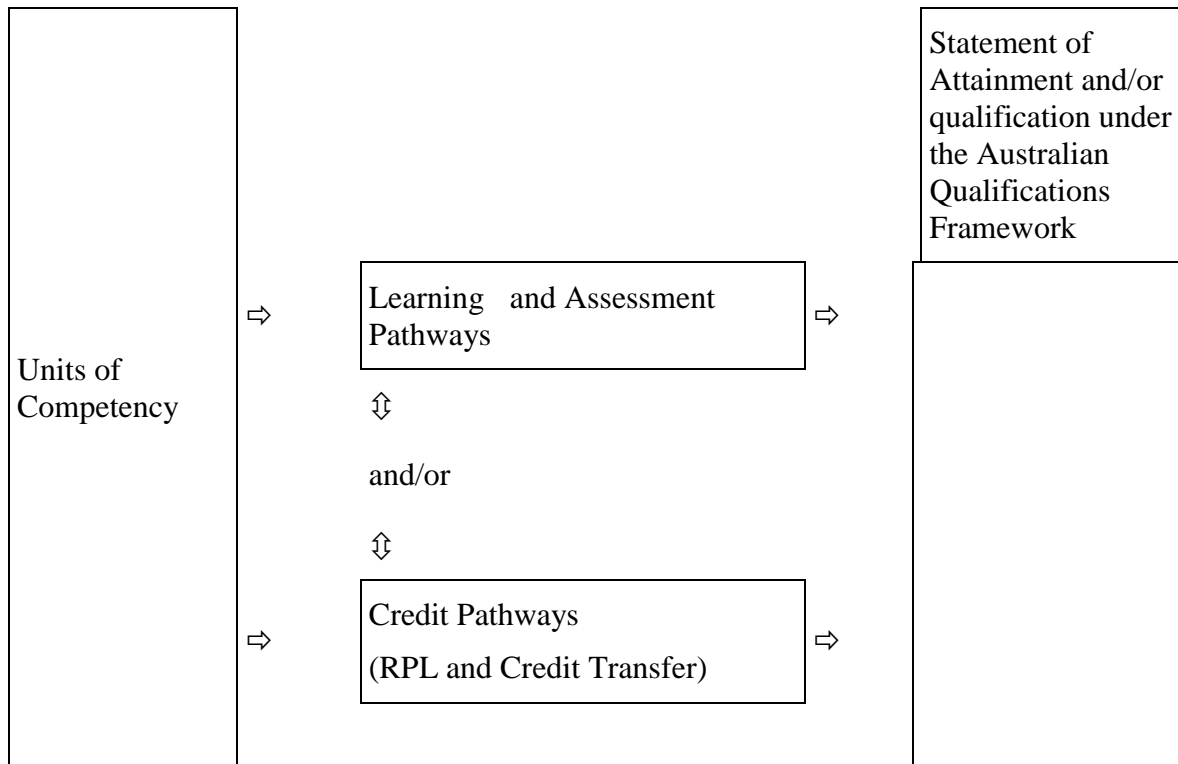 Statement of
Attainment and/or
qualification under
the Australian
Qualifications
Framework
Learning and Assessment
Pathways
⇨
⇨
Units of
Competency
⇳
and/or
⇳
Credit Pathways
(RPL and Credit Transfer)
⇨
⇨